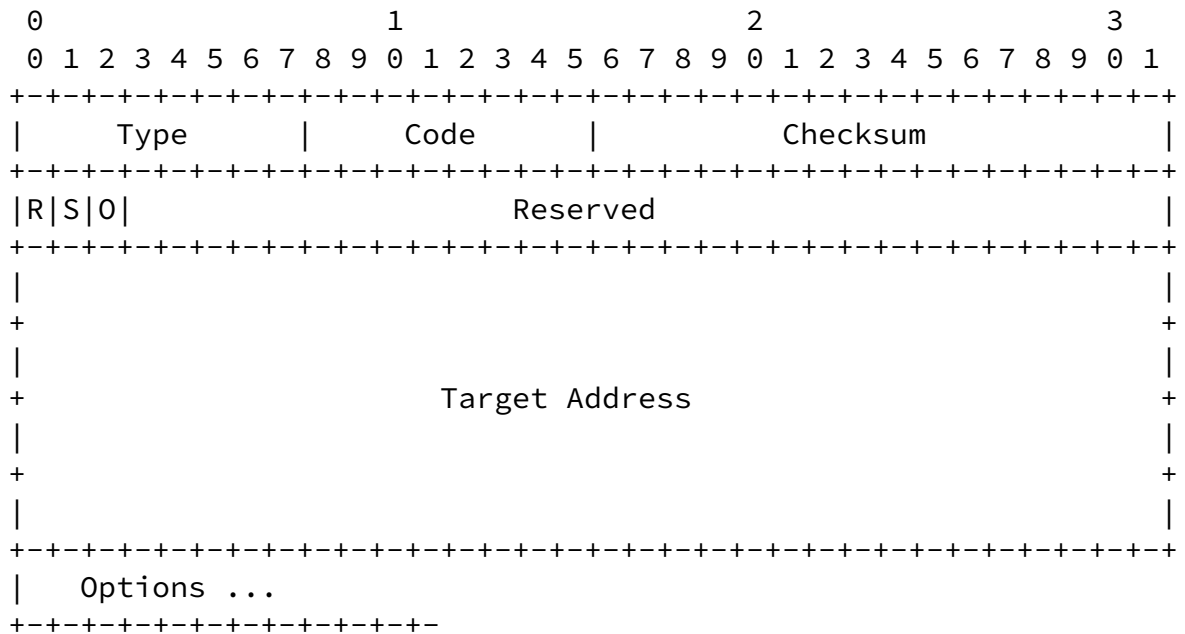 0                   1                   2                   3
 0 1 2 3 4 5 6 7 8 9 0 1 2 3 4 5 6 7 8 9 0 1 2 3 4 5 6 7 8 9 0 1
+-+-+-+-+-+-+-+-+-+-+-+-+-+-+-+-+-+-+-+-+-+-+-+-+-+-+-+-+-+-+-+-+
|     Type      |     Code      |          Checksum             |
+-+-+-+-+-+-+-+-+-+-+-+-+-+-+-+-+-+-+-+-+-+-+-+-+-+-+-+-+-+-+-+-+
|R|S|O|                     Reserved                            |
+-+-+-+-+-+-+-+-+-+-+-+-+-+-+-+-+-+-+-+-+-+-+-+-+-+-+-+-+-+-+-+-+
|                                                               |
+                                                               +
|                                                               |
+                       Target Address                          +
|                                                               |
+                                                               +
|                                                               |
+-+-+-+-+-+-+-+-+-+-+-+-+-+-+-+-+-+-+-+-+-+-+-+-+-+-+-+-+-+-+-+-+
|   Options ...
+-+-+-+-+-+-+-+-+-+-+-+-